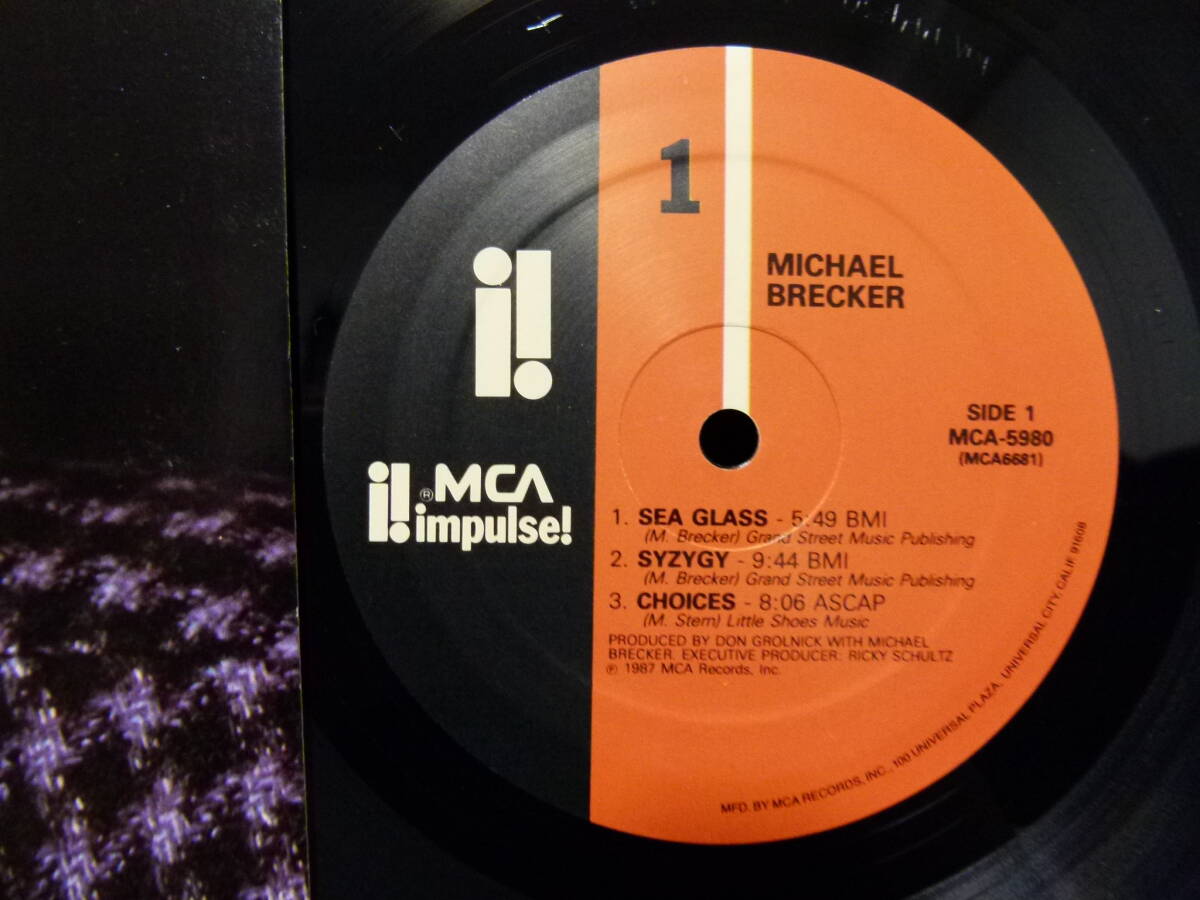 1
MICHAEL
BRECKER
i!
i! ® MCA
impulse!
SIDE 1
MCA-5980
(MCA6681)
1. SEA GLASS - 5:49 BMI
(M. Brecker) Grand Street Music Publishing
2. SYZYGY - 9:44 BMI
(M. Brecker) Grand Street Music Publishing
3. CHOICES - 8:06 ASCAP
(M. Stern) Little Shoes Music
PRODUCED BY DON GROLNICK WITH MICHAEL
BRECKER. EXECUTIVE PRODUCER: RICKY SCHULTZ
℗ 1987 MCA Records, Inc.
MFD. BY MCA RECORDS, INC., 100 UNIVERSAL PLAZA, UNIVERSAL CITY, CALIF. 91608